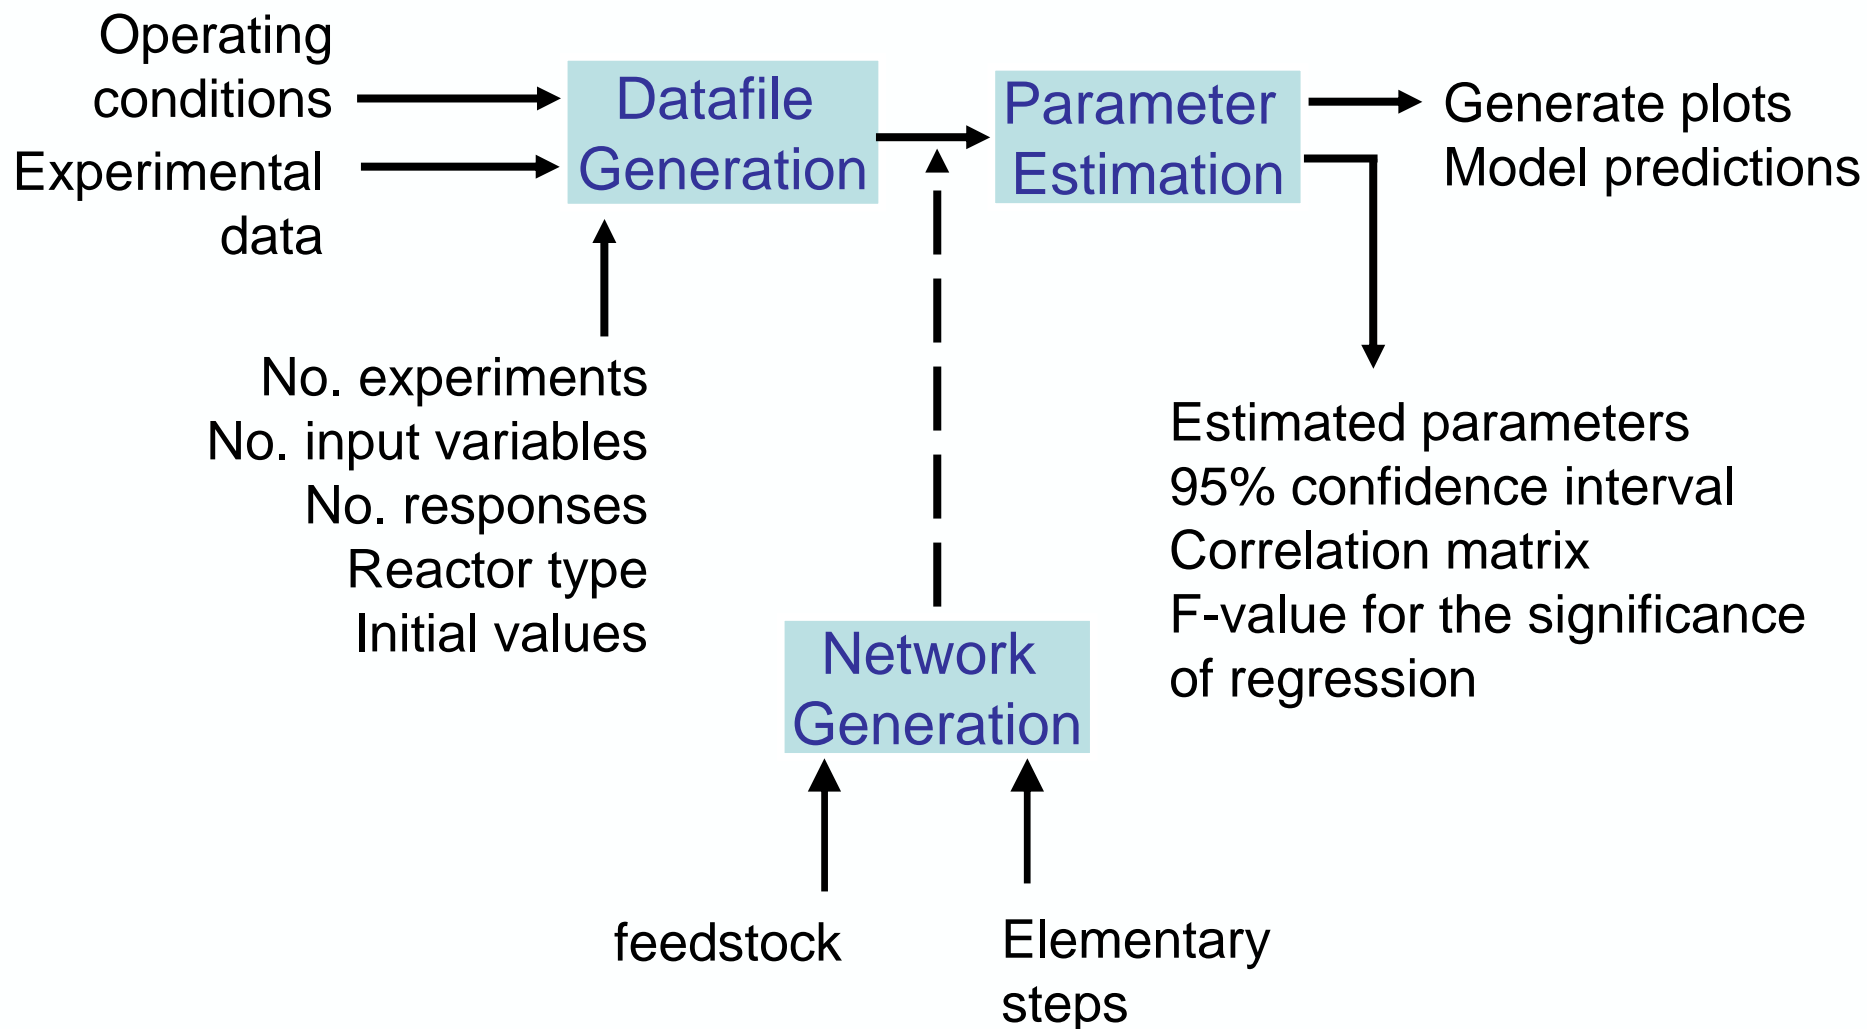 Operating
conditions
Experimental
data
Datafile
Generation
Parameter
Estimation
Generate plots
Model predictions
No. experiments
No. input variables
No. responses
Reactor type
Initial values
Estimated parameters
95% confidence interval
Correlation matrix
F-value for the significance
of regression
Network
Generation
feedstock
Elementary
steps